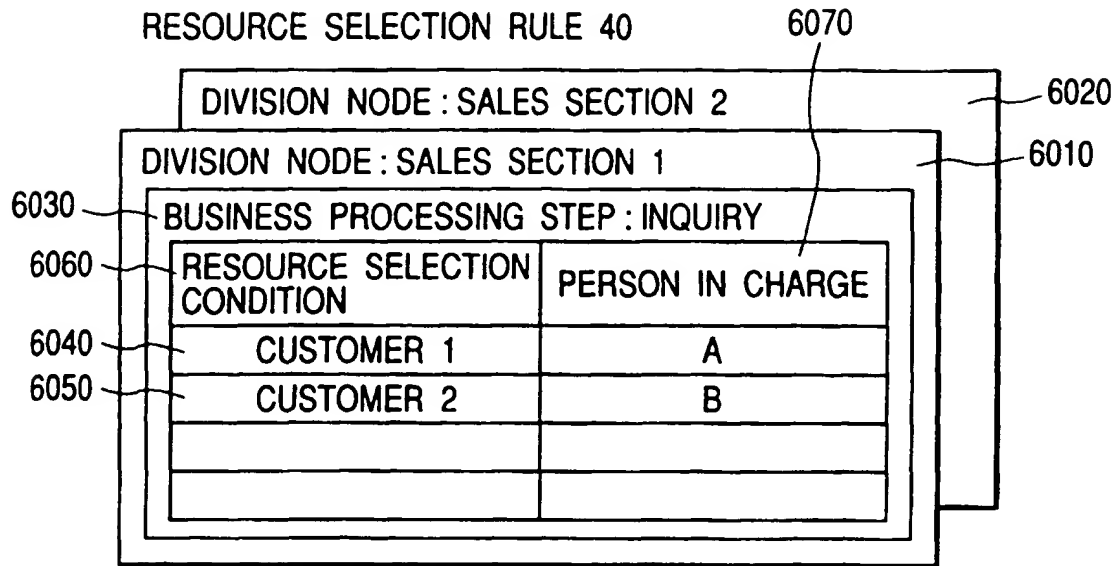 RESOURCE SELECTION RULE 40
6070
DIVISION NODE : SALES SECTION 2
6020
DIVISION NODE : SALES SECTION 1
6010
6030
BUSINESS PROCESSING STEP : INQUIRY
6060
RESOURCE SELECTION
CONDITION
PERSON IN CHARGE
6040
CUSTOMER 1
A
6050
CUSTOMER 2
B